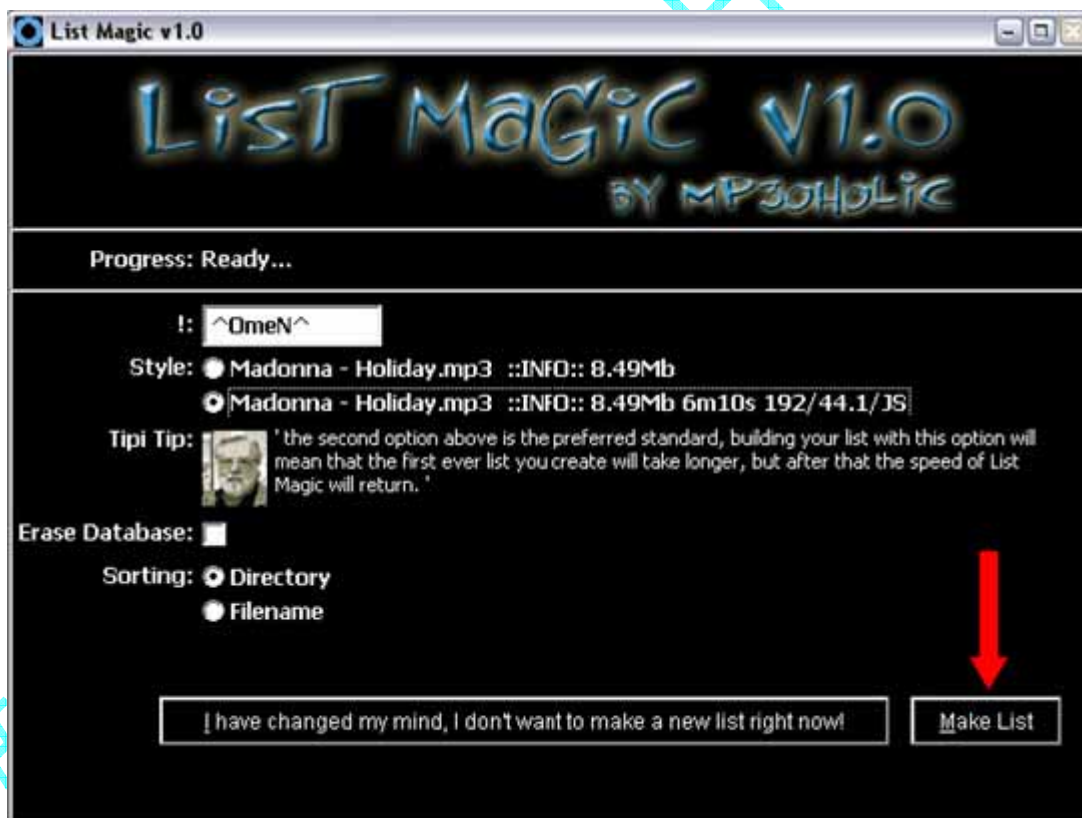 List Magic v1.0
LiST MaGiC V1.0
BY MP3OHOLiC
Progress: Ready...
!: ^OmeN^
Style: Madonna - Holiday.mp3 ::INFO:: 8.49Mb
Madonna - Holiday.mp3 ::INFO:: 8.49Mb 6m10s 192/44.1/JS
Tipi Tip: ' the second option above is the preferred standard, building your list with this option will
mean that the first ever list you create will take longer, but after that the speed of List
Magic will return. '
Erase Database:
Sorting: Directory
Filename
I have changed my mind, I don't want to make a new list right now!
Make List